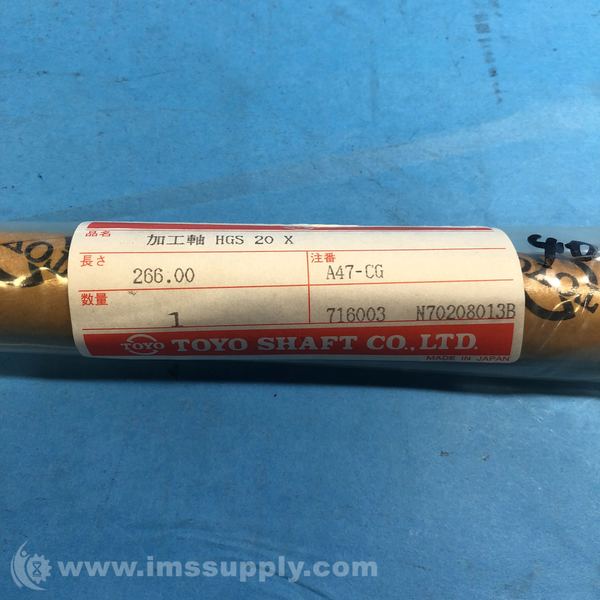 品名 加工軸 HGS 20 X
長さ 266.00 注番 A47-CG
数量 1 716003 N70208013B
TOYO TOYO SHAFT CO., LTD.
MADE IN JAPAN
www.imssupply.com